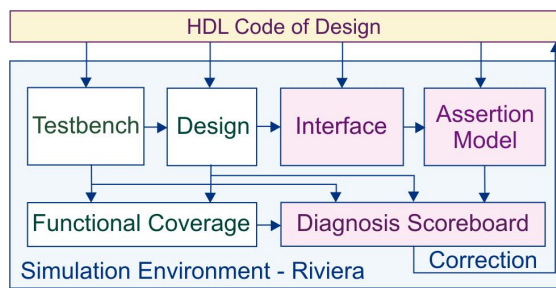 HDL Code of Design
Testbench
Design
Interface
Assertion
Model
Functional Coverage
Diagnosis Scoreboard
Correction
Simulation Environment - Riviera